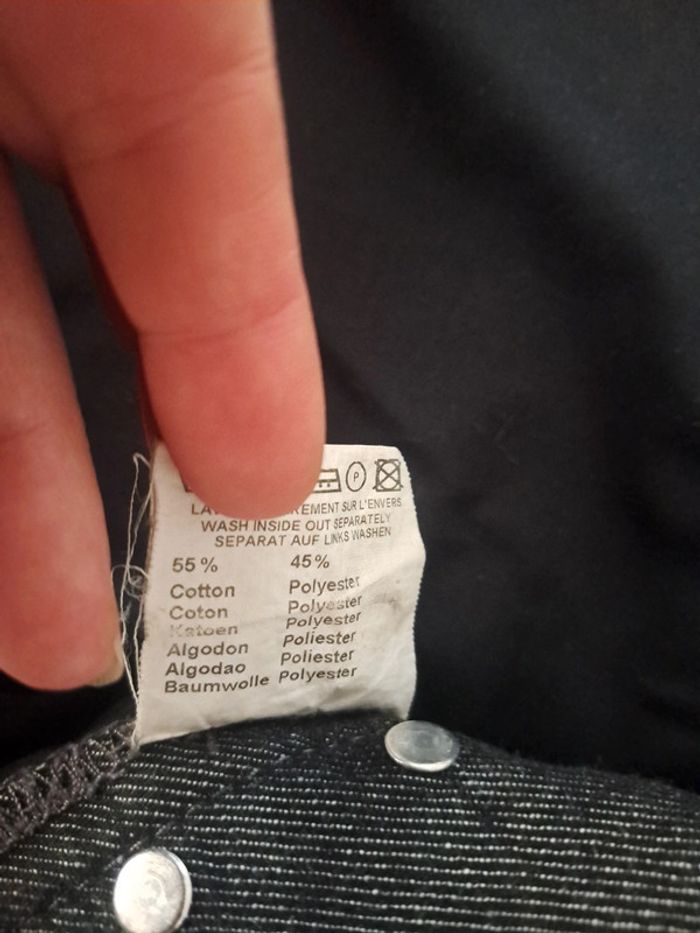 P
REMENT SUR L'ENVERS
WASH INSIDE OUT SEPARATELY
SEPARAT AUF LINKS WASHEN
55% 45%
Cotton Polyester
Coton Polyester
Katoen Polyester
Algodon Poliester
Algodao Poliester
Baumwolle Polyester